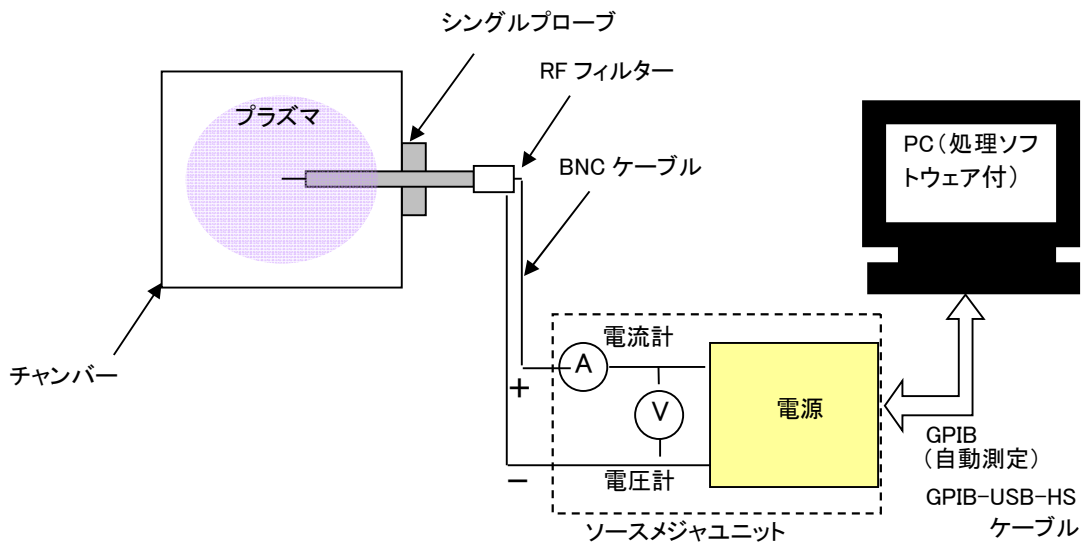 シングルプローブ
RF フィルター
プラズマ
BNC ケーブル
PC(処理ソフ
トウェア付)
チャンバー
電流計
A
+
V
電源
−
電圧計
GPIB
(自動測定)
GPIB-USB-HS
ケーブル
ソースメジャユニット